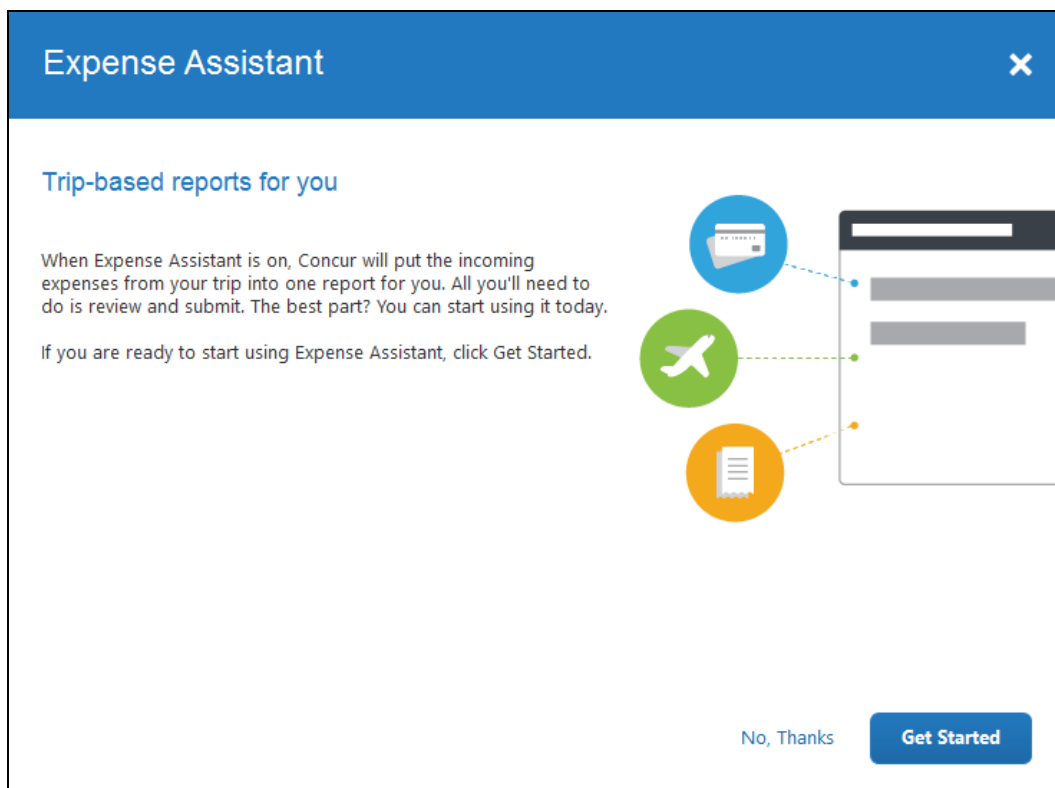 Expense Assistant
Trip-based reports for you
When Expense Assistant is on, Concur will put the incoming
expenses from your trip into one report for you. All you'll need to
do is review and submit. The best part? You can start using it today.
If you are ready to start using Expense Assistant, click Get Started.
No, Thanks
Get Started